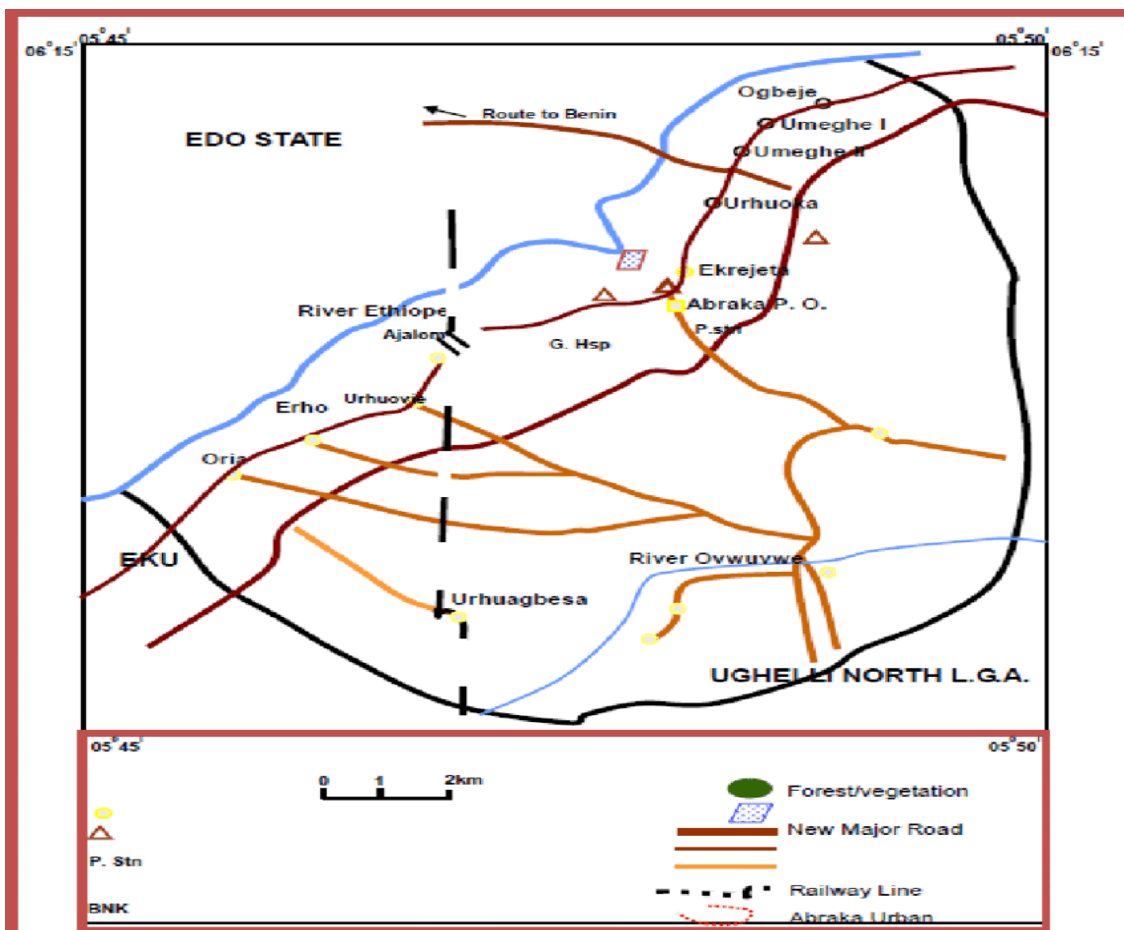 05°45' 05°50'
06°15' 06°15'
Ogbeje
Route to Benin
Umeghe I
EDO STATE
Umeghe II
Urhuoka
Ekrejeta
River Ethiope
Abraka P. O.
Ajalom
P.stn
G. Hsp
Urhuovie
Erho
Oria
EKU
River Ovwuvwe
Urhuagbesa
UGHELLI NORTH L.G.A.
05°45' 05°50'
0 1 2km
Forest/vegetation
New Major Road
P. Stn
Railway Line
BNK
Abraka Urban